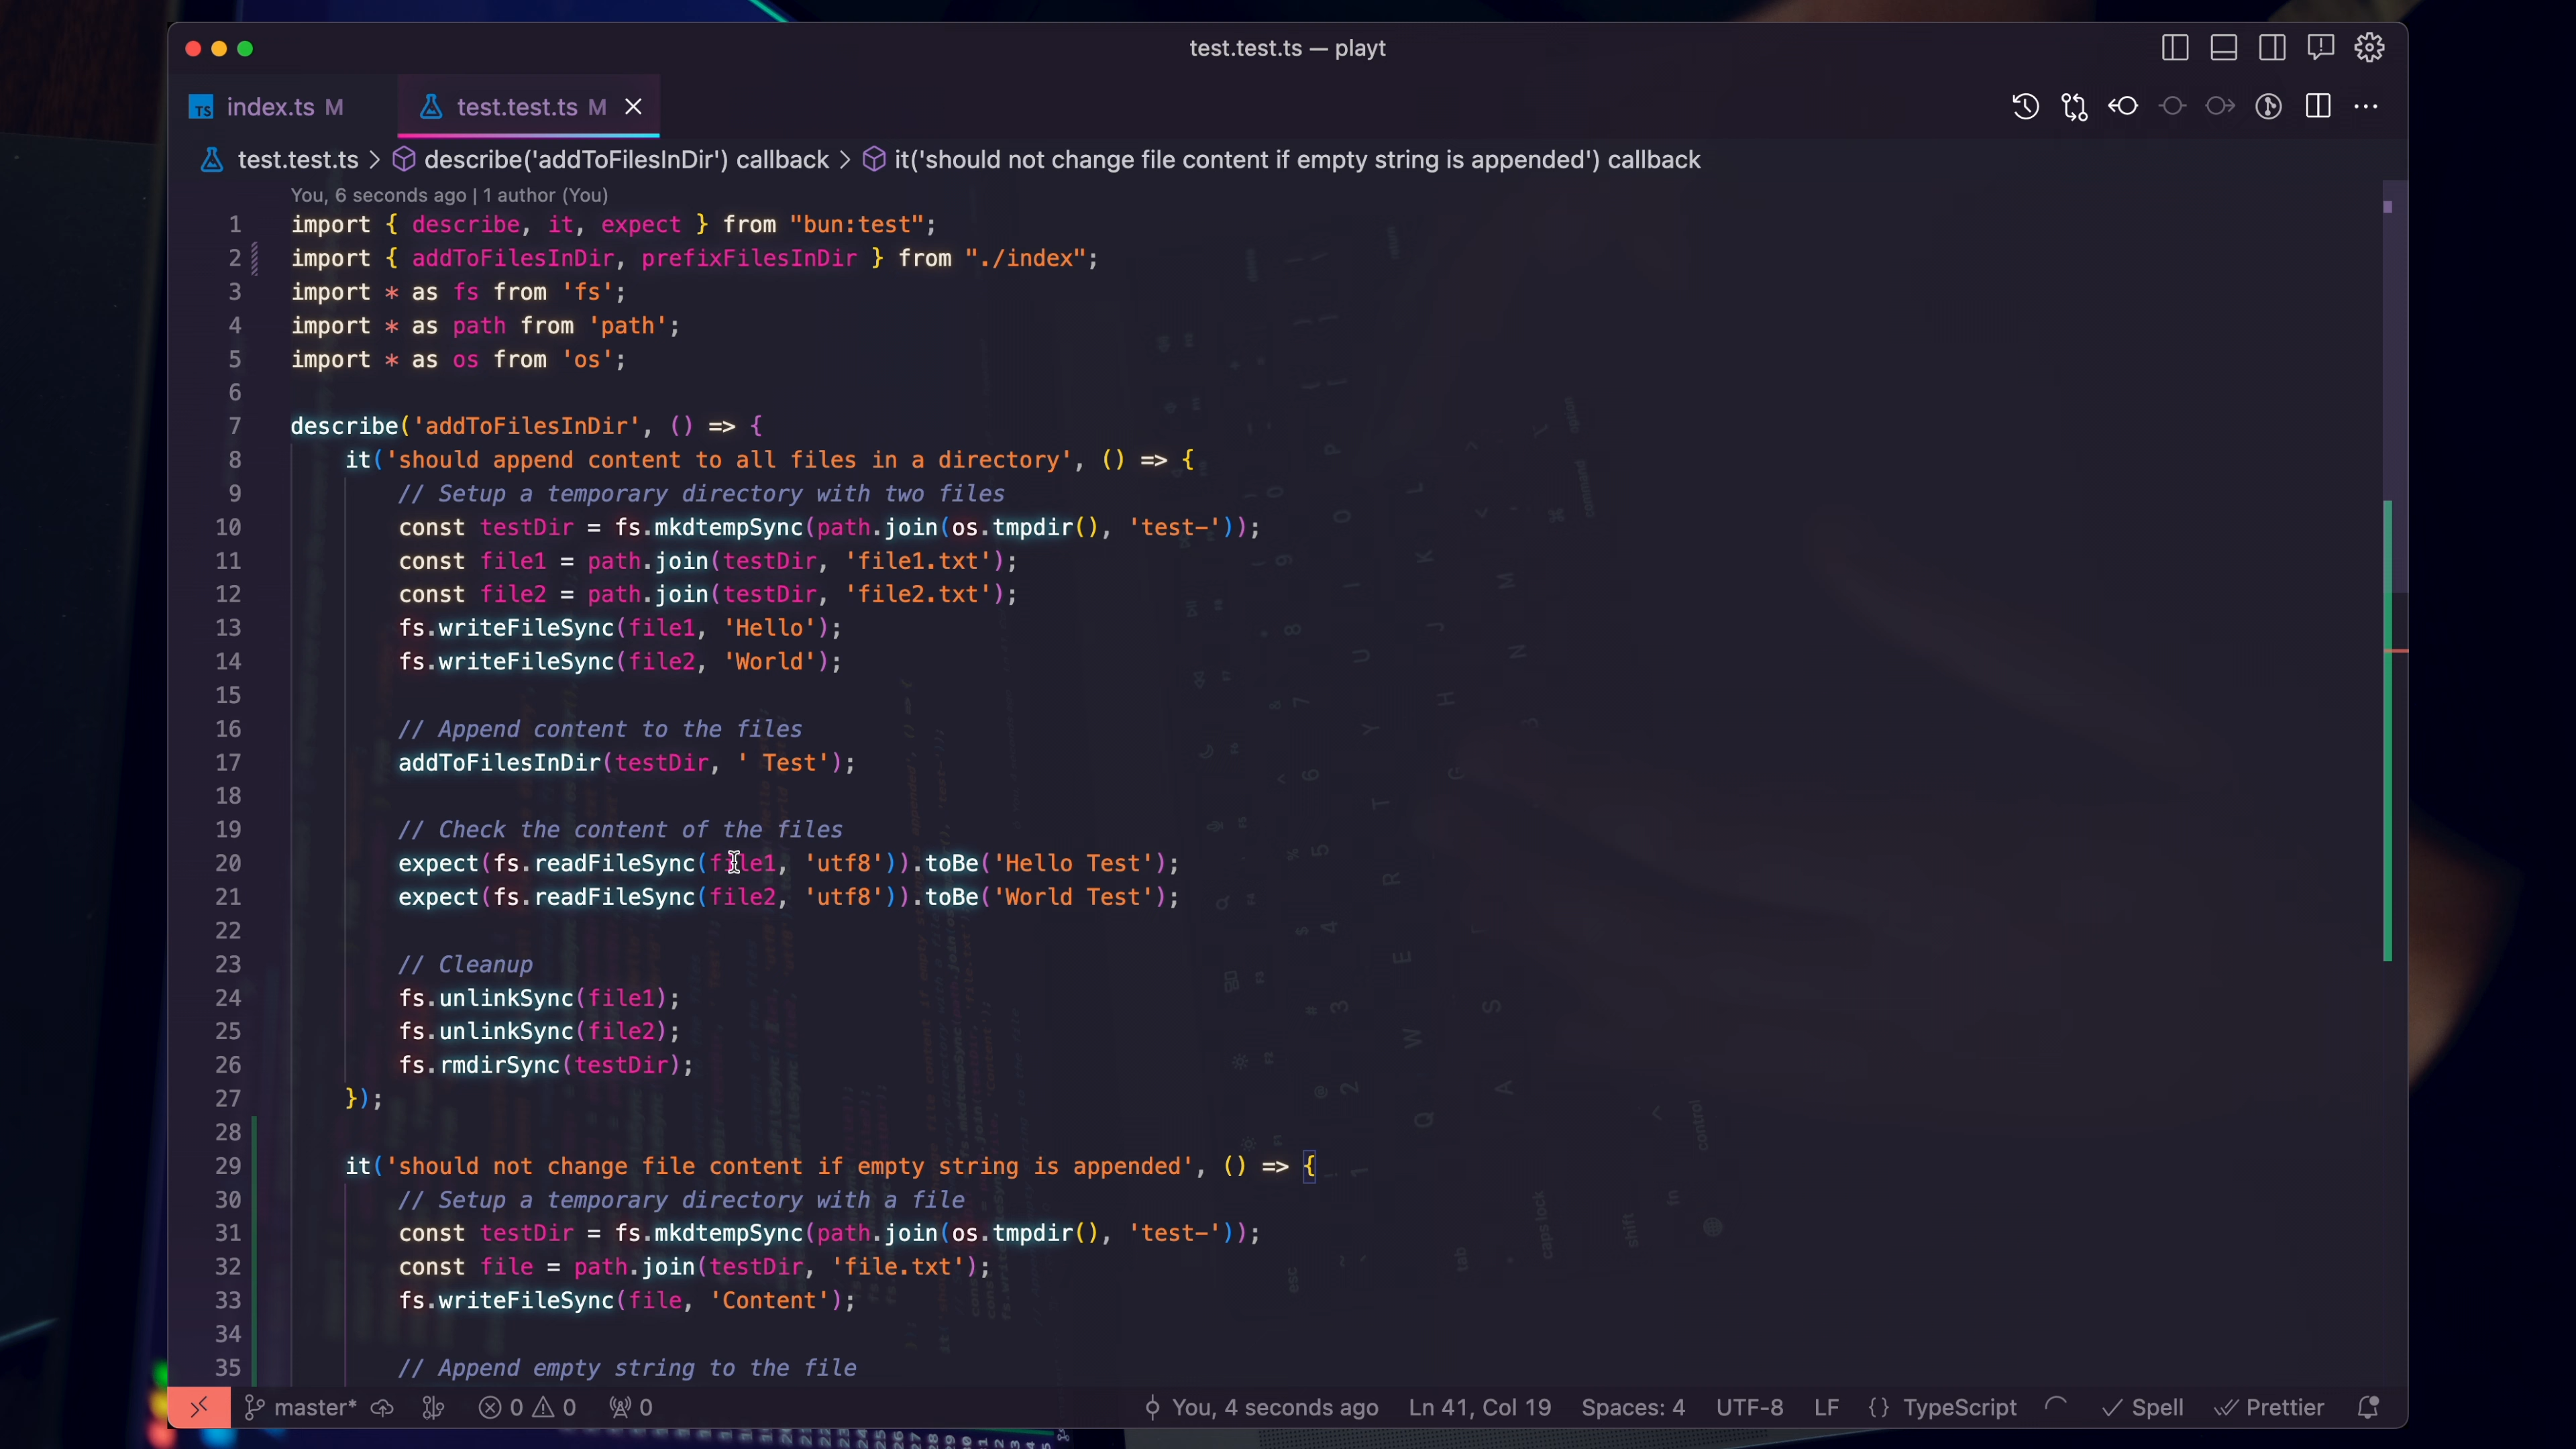 test.test.ts — playt
index.ts M
test.test.ts M
test.test.ts > describe('addToFilesInDir') callback > it('should not change file content if empty string is appended') callback
You, 6 seconds ago | 1 author (You)
1 import { describe, it, expect } from "bun:test";
2 import { addToFilesInDir, prefixFilesInDir } from "./index";
3 import * as fs from 'fs';
4 import * as path from 'path';
5 import * as os from 'os';
6
7 describe('addToFilesInDir', () => {
8 it('should append content to all files in a directory', () => {
9 // Setup a temporary directory with two files
10 const testDir = fs.mkdtempSync(path.join(os.tmpdir(), 'test-'));
11 const file1 = path.join(testDir, 'file1.txt');
12 const file2 = path.join(testDir, 'file2.txt');
13 fs.writeFileSync(file1, 'Hello');
14 fs.writeFileSync(file2, 'World');
15
16 // Append content to the files
17 addToFilesInDir(testDir, ' Test');
18
19 // Check the content of the files
20 expect(fs.readFileSync(file1, 'utf8')).toBe('Hello Test');
21 expect(fs.readFileSync(file2, 'utf8')).toBe('World Test');
22
23 // Cleanup
24 fs.unlinkSync(file1);
25 fs.unlinkSync(file2);
26 fs.rmdirSync(testDir);
27 });
28
29 it('should not change file content if empty string is appended', () => {
30 // Setup a temporary directory with a file
31 const testDir = fs.mkdtempSync(path.join(os.tmpdir(), 'test-'));
32 const file = path.join(testDir, 'file.txt');
33 fs.writeFileSync(file, 'Content');
34
35 // Append empty string to the file
master* 0 0 0 You, 4 seconds ago Ln 41, Col 19 Spaces: 4 UTF-8 LF {} TypeScript Spell Prettier